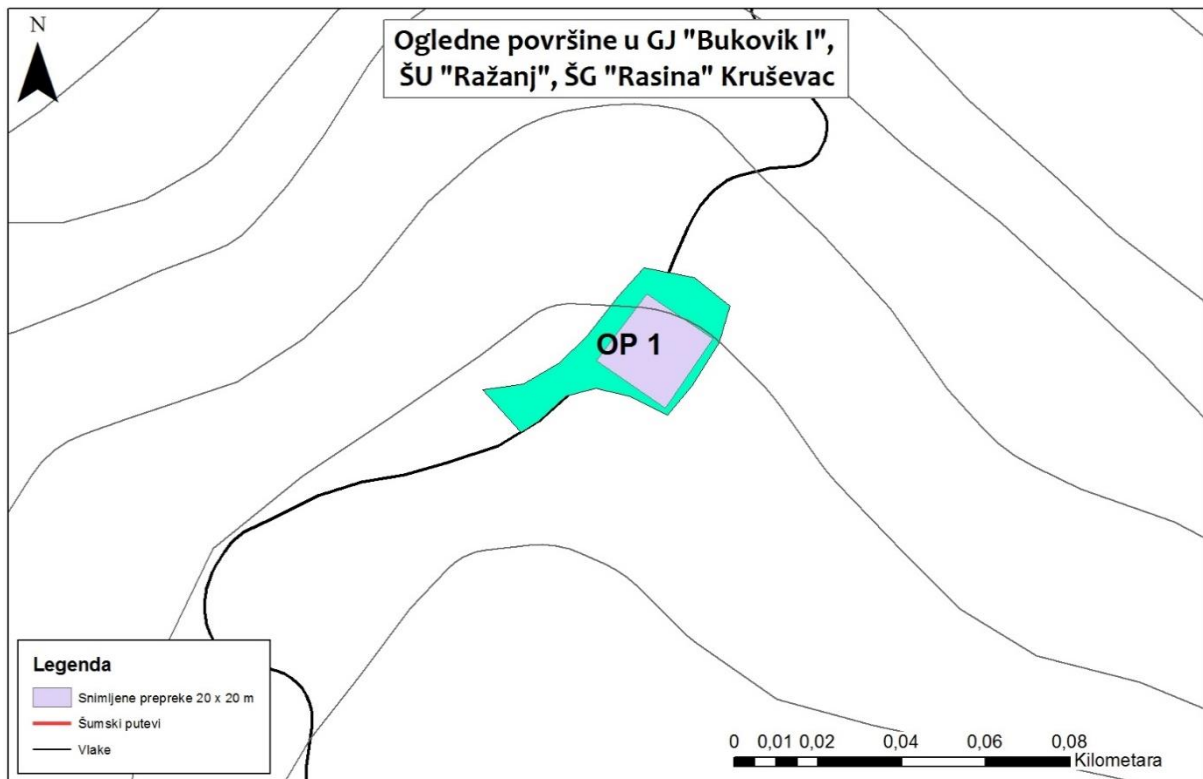 N
Ogledne površine u GJ "Bukovik I",
ŠU "Ražanj", ŠG "Rasina" Kruševac
OP 1
Legenda
Snimljene prepreke 20 x 20 m
Šumski putevi
Vlake
0 0,01 0,02 0,04 0,06 0,08
Kilometara